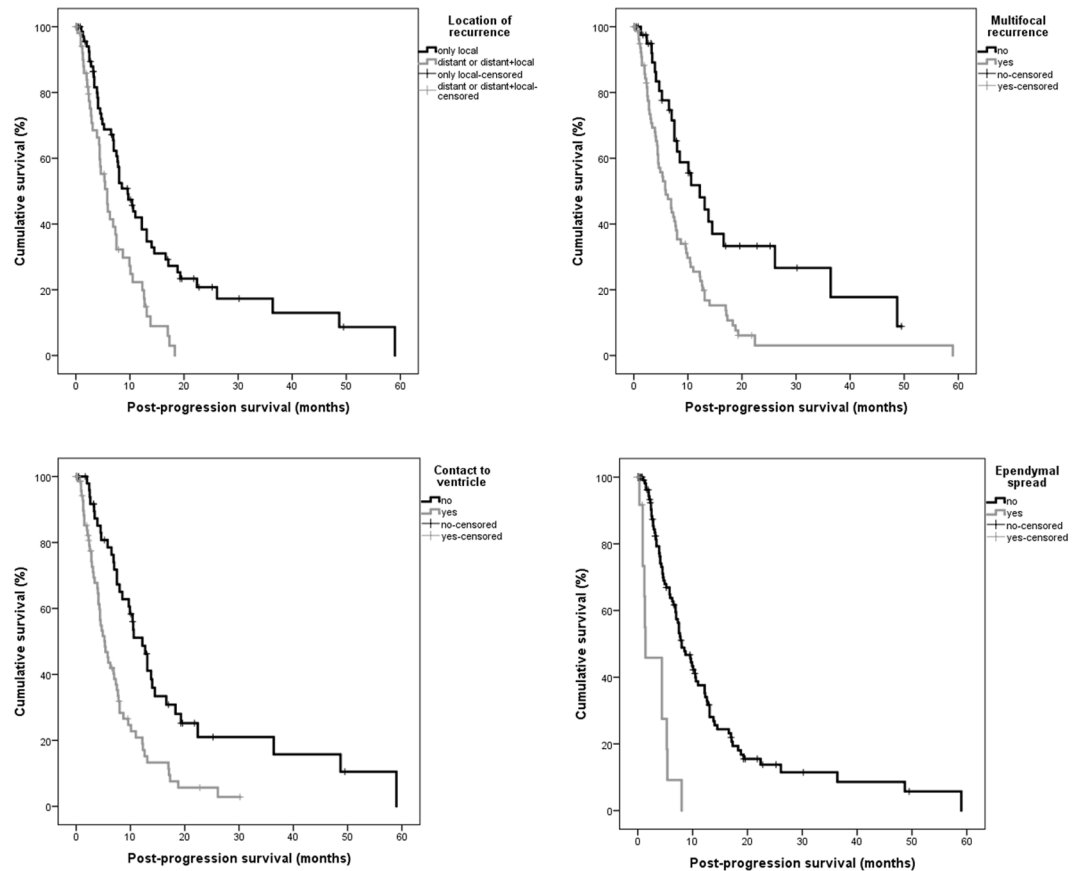 Location of
recurrence
only local
distant or distant+local
only local-censored
distant or distant+local-
censored
100
80
60
40
20
0
Cumulative survival (%)
0 10 20 30 40 50 60
Post-progression survival (months)
Multifocal
recurrence
no
yes
no-censored
yes-censored
100
80
60
40
20
0
Cumulative survival (%)
0 10 20 30 40 50 60
Post-progression survival (months)
Contact to
ventricle
no
yes
no-censored
yes-censored
100
80
60
40
20
0
Cumulative survival (%)
0 10 20 30 40 50 60
Post-progression survival (months)
Ependymal
spread
no
yes
no-censored
yes-censored
100
80
60
40
20
0
Cumulative survival (%)
0 10 20 30 40 50 60
Post-progression survival (months)